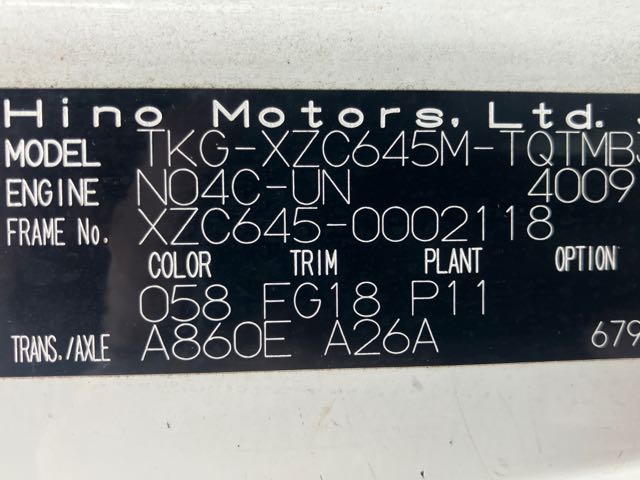 Hino Motors, Ltd.
MODEL TKG-XZC645M-TQTMB
ENGINE N04C-UN 4009
FRAME No. XZC645-0002118
COLOR TRIM PLANT OPTION
058 FG18 P11
TRANS./AXLE A860E A26A 679